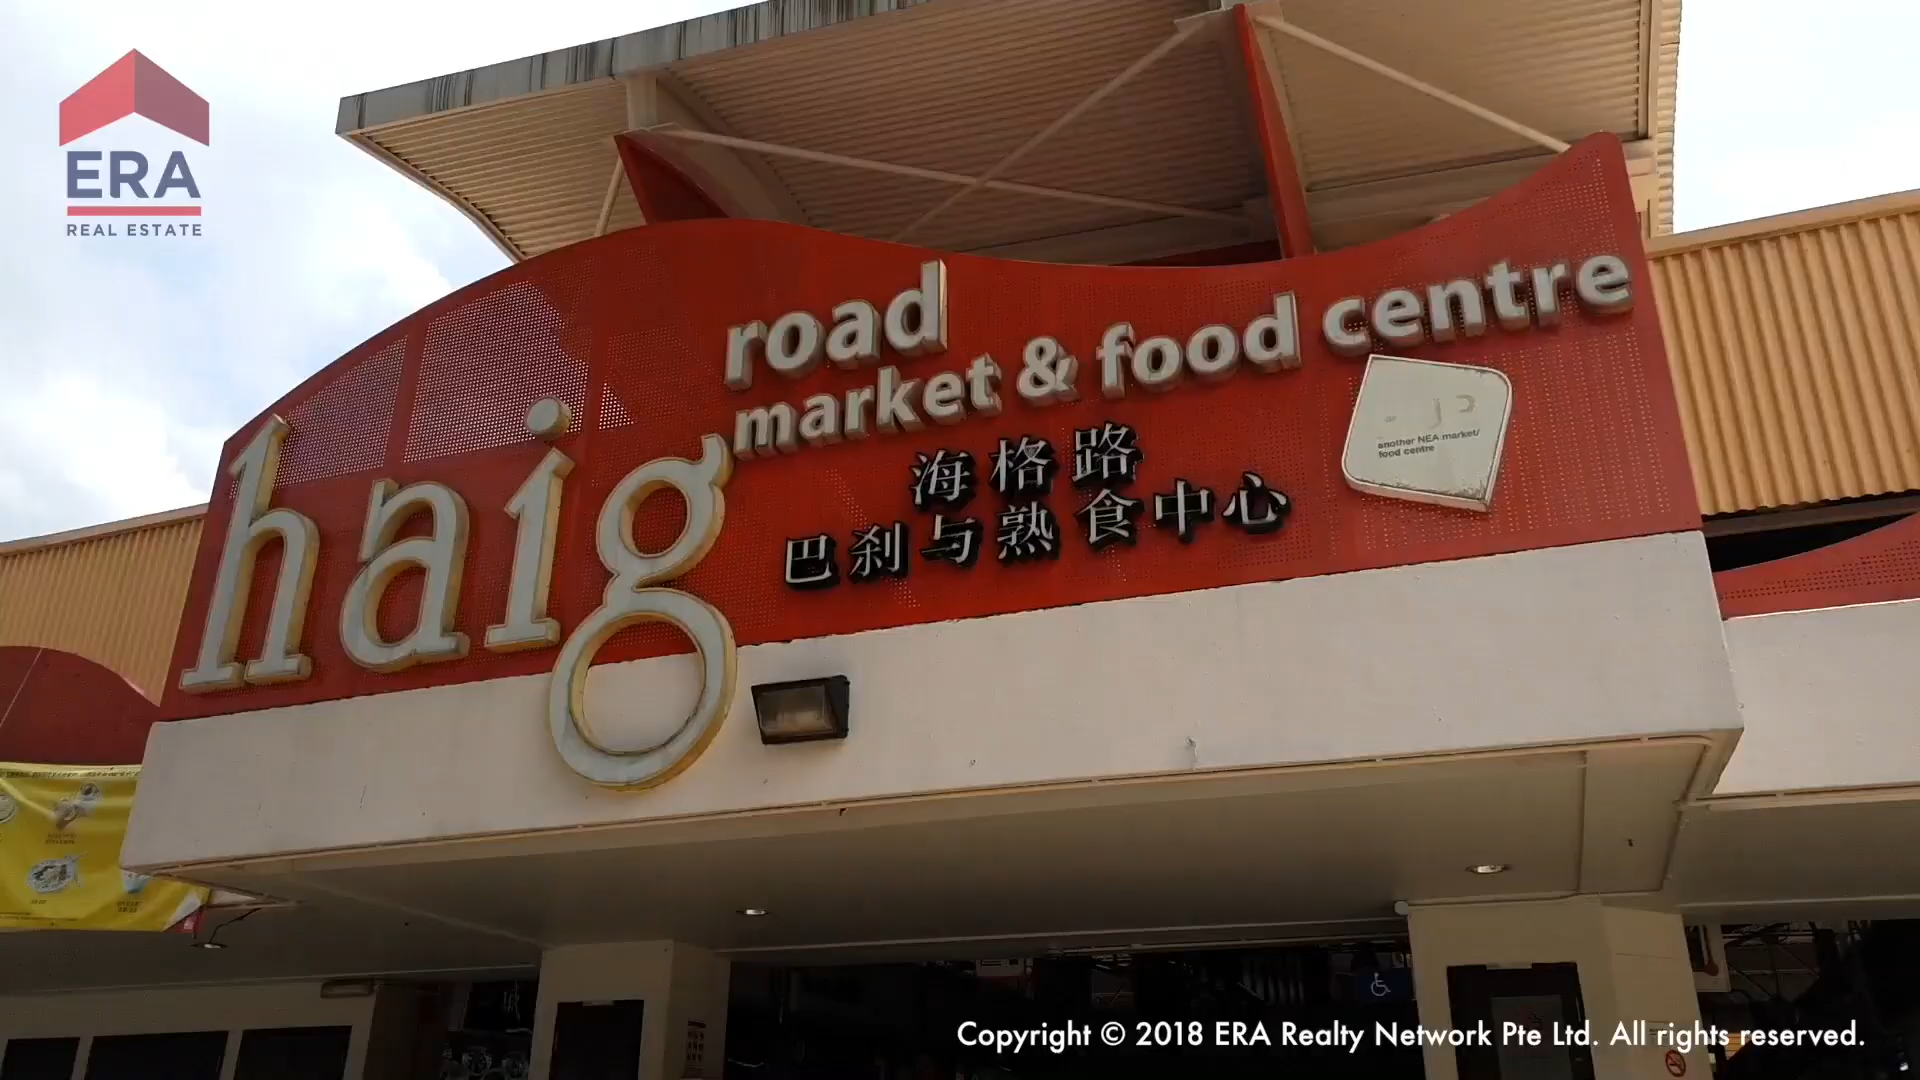 ERA
REAL ESTATE
haig
road
market & food centre
海格路
巴刹与熟食中心
another NEA market/
food centre
Copyright © 2018 ERA Realty Network Pte Ltd. All rights reserved.